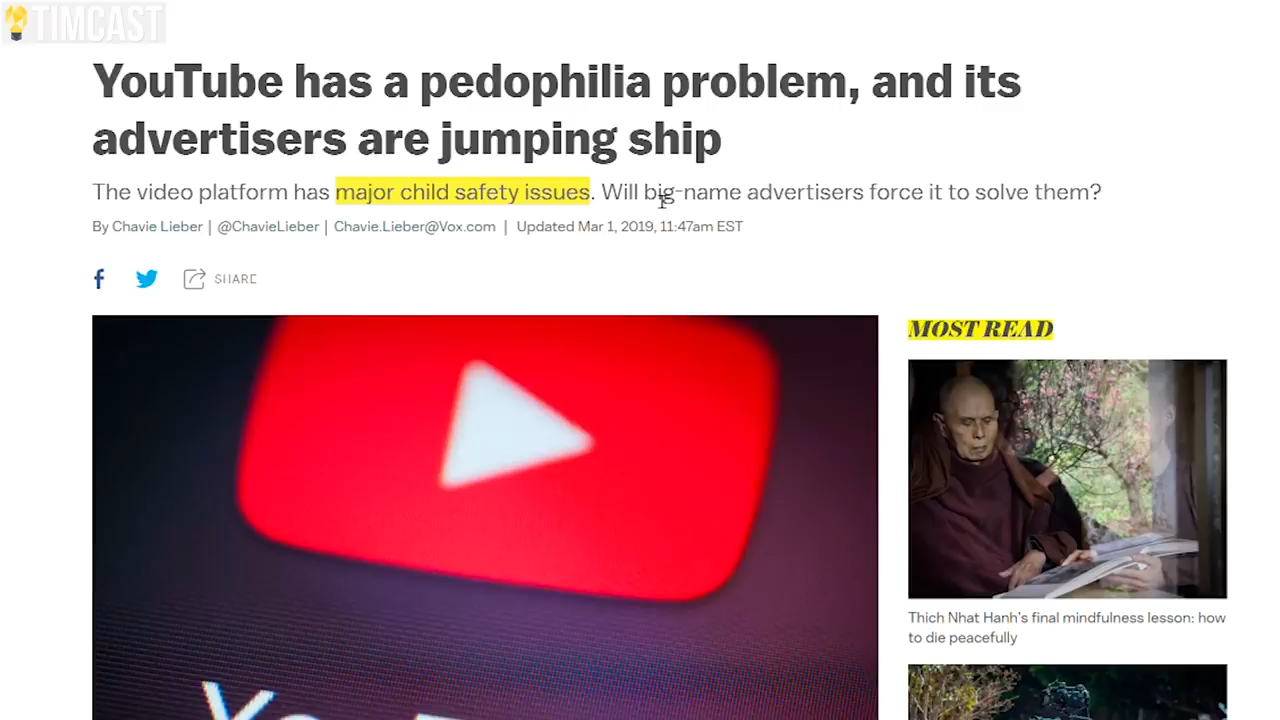 TIMCAST
YouTube has a pedophilia problem, and its
advertisers are jumping ship
The video platform has major child safety issues. Will big-name advertisers force it to solve them?
By Chavie Lieber | @ChavieLieber | Chavie.Lieber@Vox.com | Updated Mar 1, 2019, 11:47am EST
SHARE
MOST READ
Thich Nhat Hanh's final mindfulness lesson: how
to die peacefully